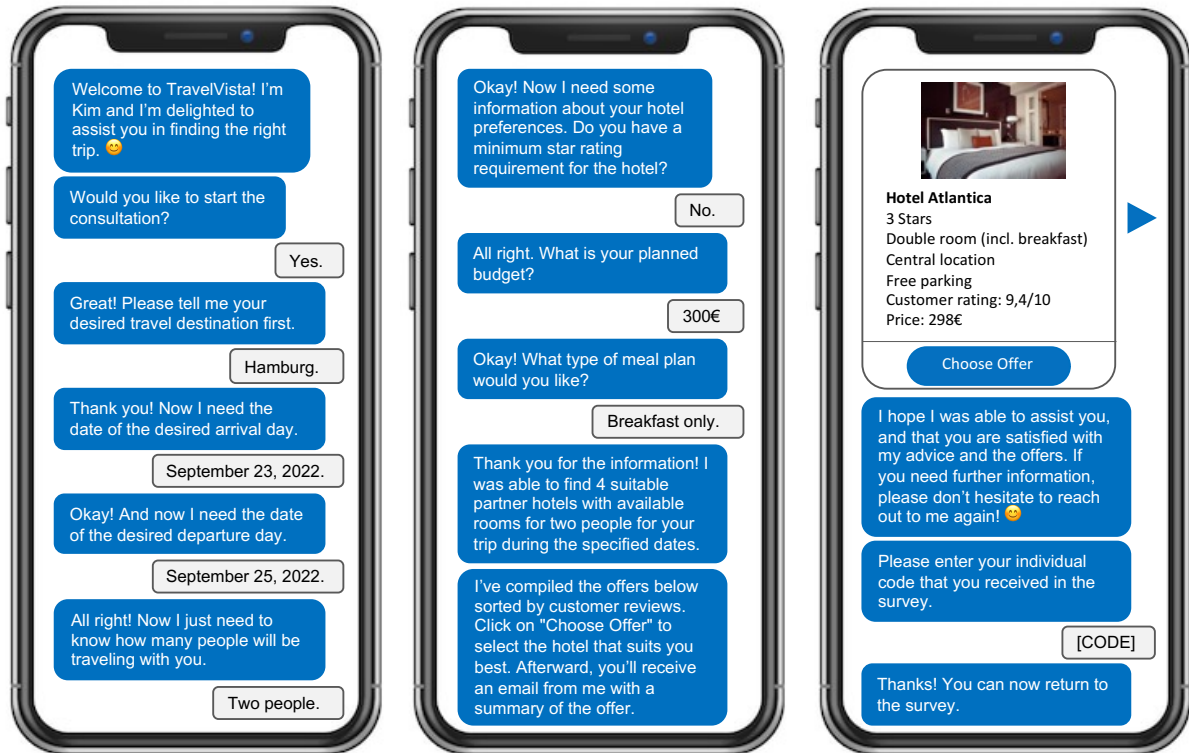 Welcome to TravelVista! I’m
Kim and I’m delighted to
assist you in finding the right
trip. 😊
Would you like to start the
consultation?
Yes.
Great! Please tell me your
desired travel destination first.
Hamburg.
Thank you! Now I need the
date of the desired arrival day.
September 23, 2022.
Okay! And now I need the date
of the desired departure day.
September 25, 2022.
All right! Now I just need to
know how many people will be
traveling with you.
Two people.
Okay! Now I need some
information about your hotel
preferences. Do you have a
minimum star rating
requirement for the hotel?
No.
All right. What is your planned
budget?
300€
Okay! What type of meal plan
would you like?
Breakfast only.
Thank you for the information! I
was able to find 4 suitable
partner hotels with available
rooms for two people for your
trip during the specified dates.
I’ve compiled the offers below
sorted by customer reviews.
Click on "Choose Offer" to
select the hotel that suits you
best. Afterward, you’ll receive
an email from me with a
summary of the offer.
Hotel Atlantica
3 Stars
Double room (incl. breakfast)
Central location
Free parking
Customer rating: 9,4/10
Price: 298€
Choose Offer
I hope I was able to assist you,
and that you are satisfied with
my advice and the offers. If
you need further information,
please don’t hesitate to reach
out to me again! 😊
Please enter your individual
code that you received in the
survey.
[CODE]
Thanks! You can now return to
the survey.